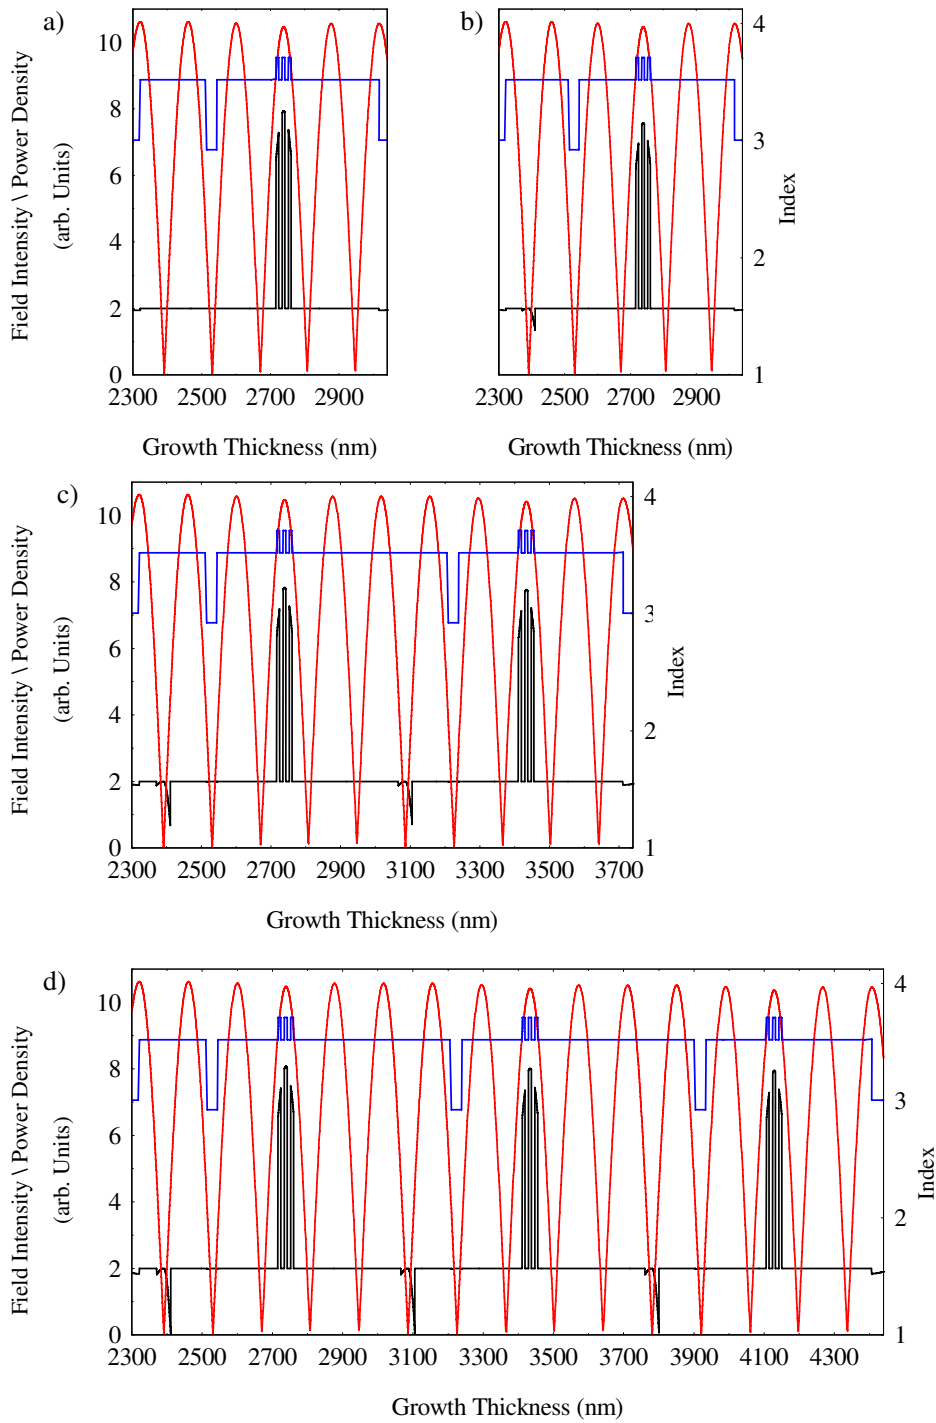 a)
10
8
6
4
2
0
Field Intensity \ Power Density
(arb. Units)
2300 2500 2700 2900
Growth Thickness (nm)
b)
4
3
2
1
Index
2300 2500 2700 2900
Growth Thickness (nm)
c)
10
8
6
4
2
0
Field Intensity \ Power Density
(arb. Units)
4
3
2
1
Index
2300 2500 2700 2900 3100 3300 3500 3700
Growth Thickness (nm)
d)
10
8
6
4
2
0
Field Intensity \ Power Density
(arb. Units)
4
3
2
1
Index
2300 2500 2700 2900 3100 3300 3500 3700 3900 4100 4300
Growth Thickness (nm)